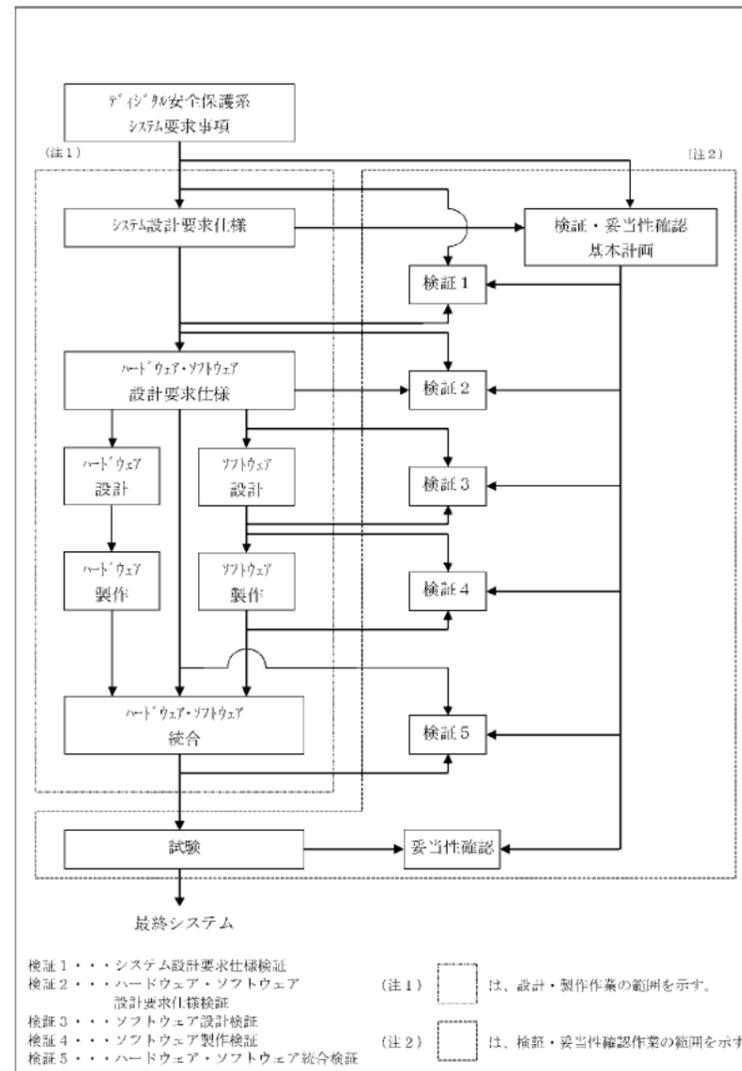 ディジタル安全保護系
システム要求事項
(注1)
(注2)
システム設計要求仕様
検証・妥当性確認
基本計画
検証1
ハードウェア・ソフトウェア
設計要求仕様
検証2
ハードウェア
設計
ソフトウェア
設計
検証3
ハードウェア
製作
ソフトウェア
製作
検証4
ハードウェア・ソフトウェア
統合
検証5
試験
妥当性確認
最終システム
検証1・・・システム設計要求仕様検証
検証2・・・ハードウェア・ソフトウェア
設計要求仕様検証
検証3・・・ソフトウェア設計検証
検証4・・・ソフトウェア製作検証
検証5・・・ハードウェア・ソフトウェア統合検証
(注1) は、設計・製作作業の範囲を示す。
(注2) は、検証・妥当性確認作業の範囲を示す